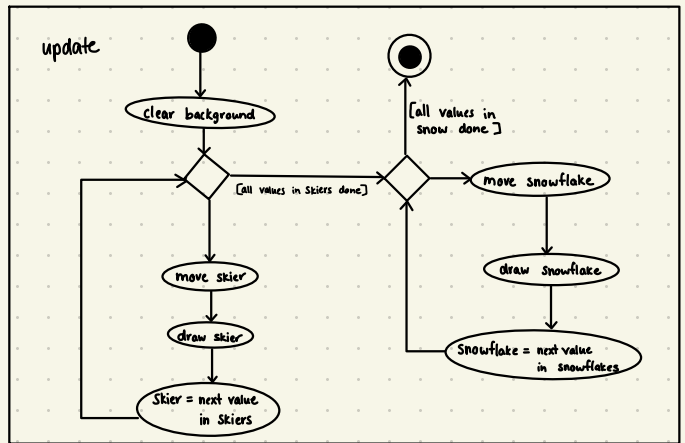 update
clear background
[all values in skiers done]
move skier
draw skier
Skier = next value
in Skiers
[all values in
snow done]
move snowflake
draw snowflake
Snowflake = next value
in snowflakes